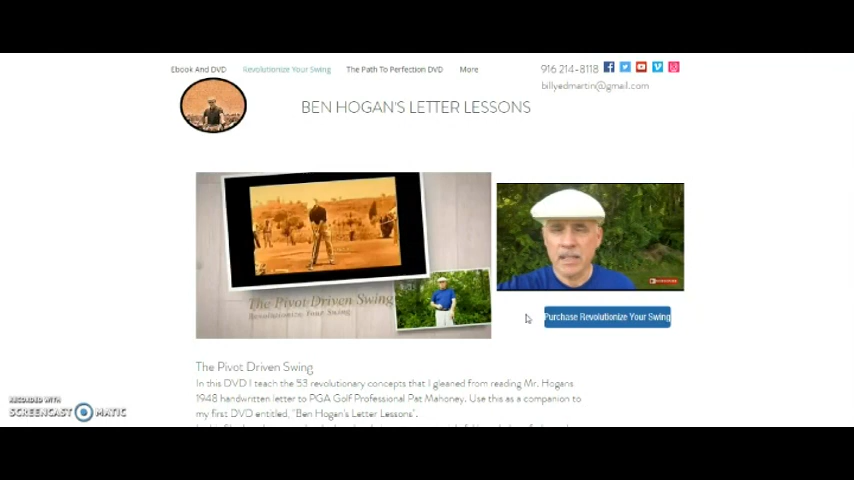 Ebook And DVD Revolutionize Your Swing The Path To Perfection DVD More
916 214-8118
billyedmartin@gmail.com
BEN HOGAN'S LETTER LESSONS
The Pivot Driven Swing
Revolutionize Your Swing
SUBSCRIBE
Purchase Revolutionize Your Swing
The Pivot Driven Swing
In this DVD I teach the 53 revolutionary concepts that I gleaned from reading Mr. Hogans
1948 handwritten letter to PGA Golf Professional Pat Mahoney. Use this as a companion to
my first DVD entitled, "Ben Hogan's Letter Lessons".
RECORDED WITH
SCREENCAST MATIC